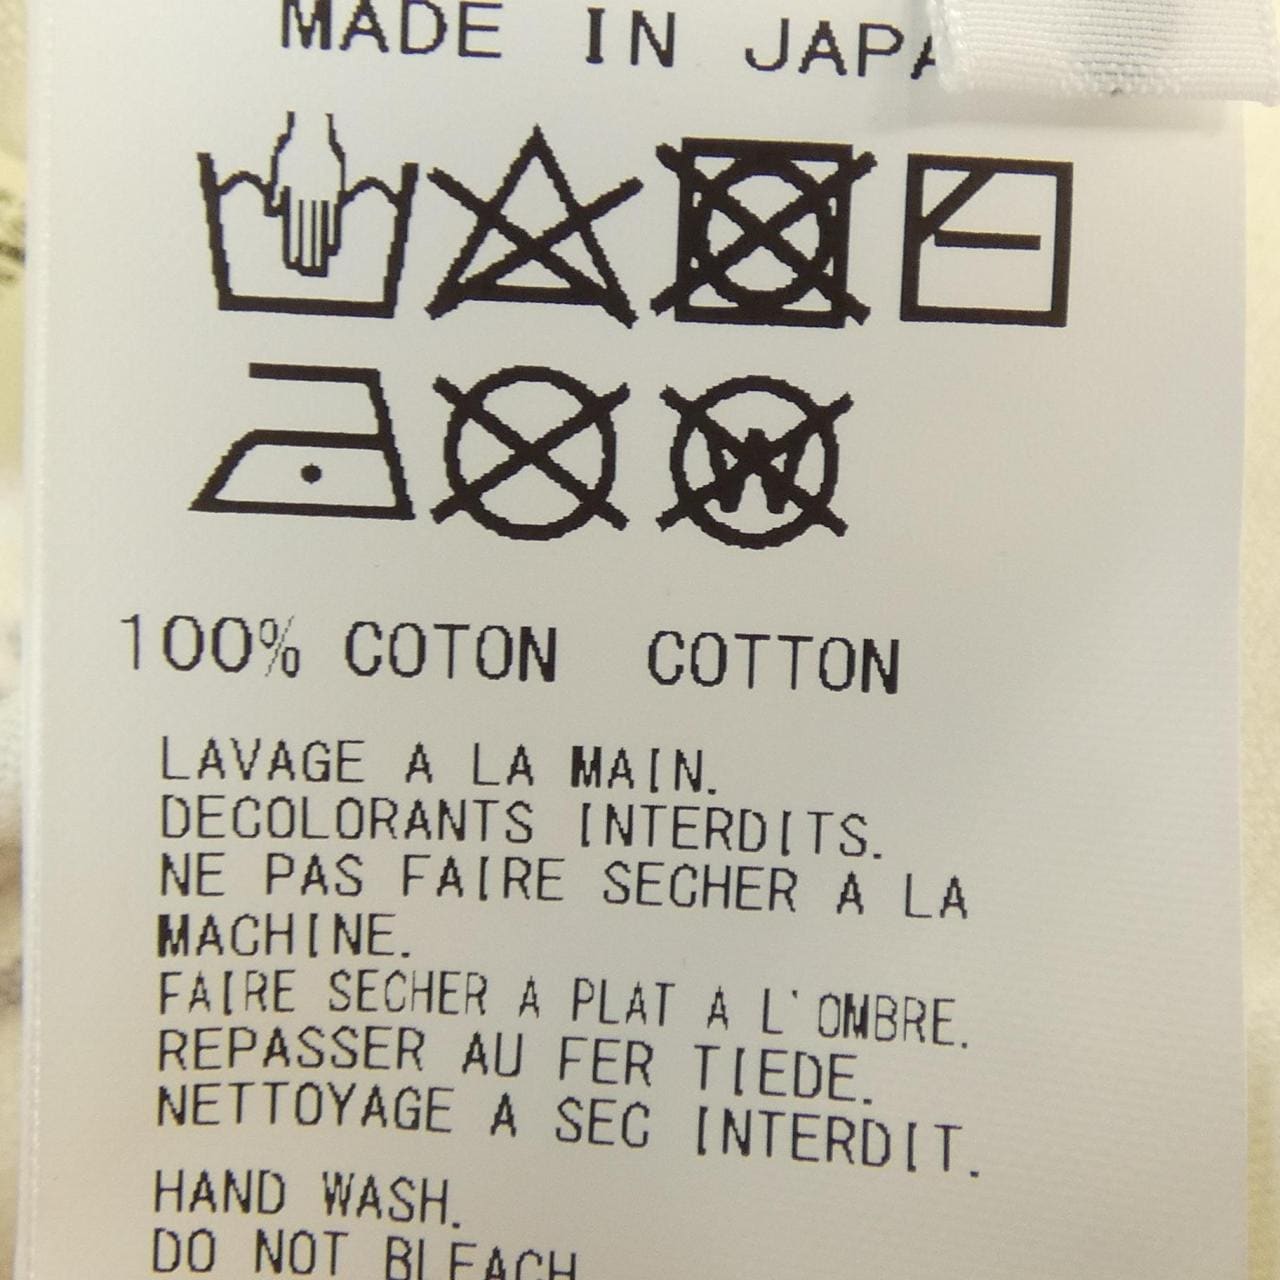 MADE IN JAPA
100% COTON COTTON
LAVAGE A LA MAIN.
DECOLORANTS INTERDITS.
NE PAS FAIRE SECHER A LA
MACHINE.
FAIRE SECHER A PLAT A L'OMBRE.
REPASSER AU FER TIEDE.
NETTOYAGE A SEC INTERDIT.
HAND WASH.
DO NOT BLEACH